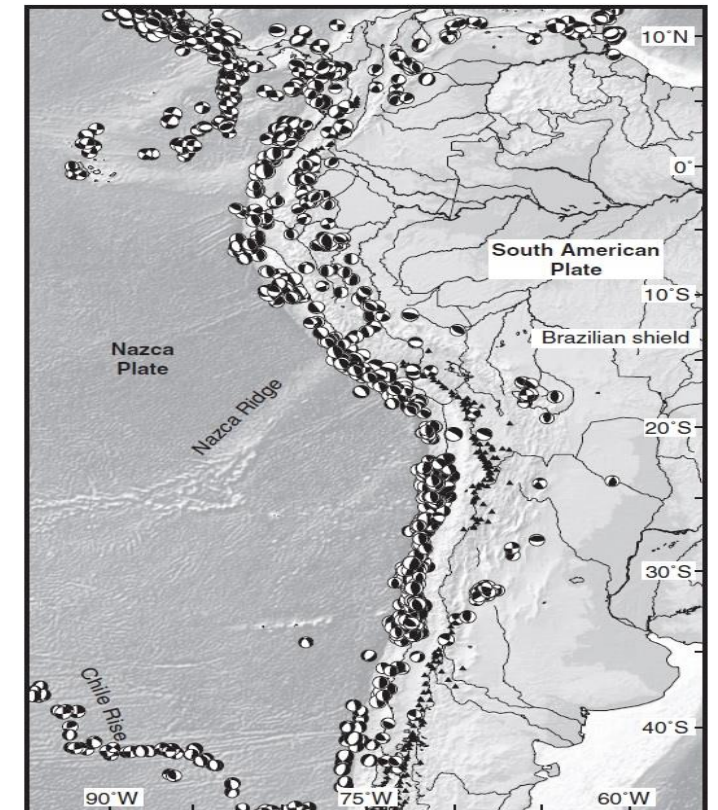 10˚N
0˚
South American
Plate
10˚S
Brazilian shield
Nazca
Plate
Nazca Ridge
20˚S
30˚S
Chile Rise
40˚S
90˚W
75˚W
60˚W